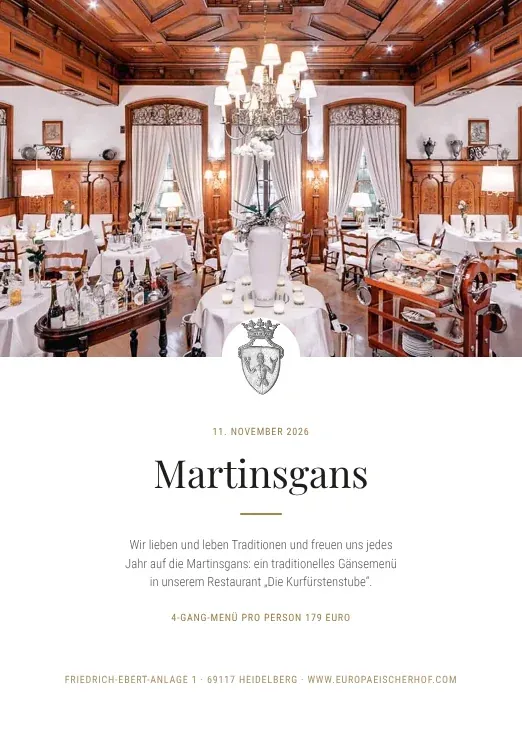 11. NOVEMBER 2026
Martinsgans
Wir lieben und leben Traditionen und freuen uns jedes
Jahr auf die Martinsgans: ein traditionelles Gänsemenü
in unserem Restaurant „Die Kurfürstenstube“.
4-GANG-MENÜ PRO PERSON 179 EURO
FRIEDRICH-EBERT-ANLAGE 1 · 69117 HEIDELBERG · WWW.EUROPAEISCHERHOF.COM